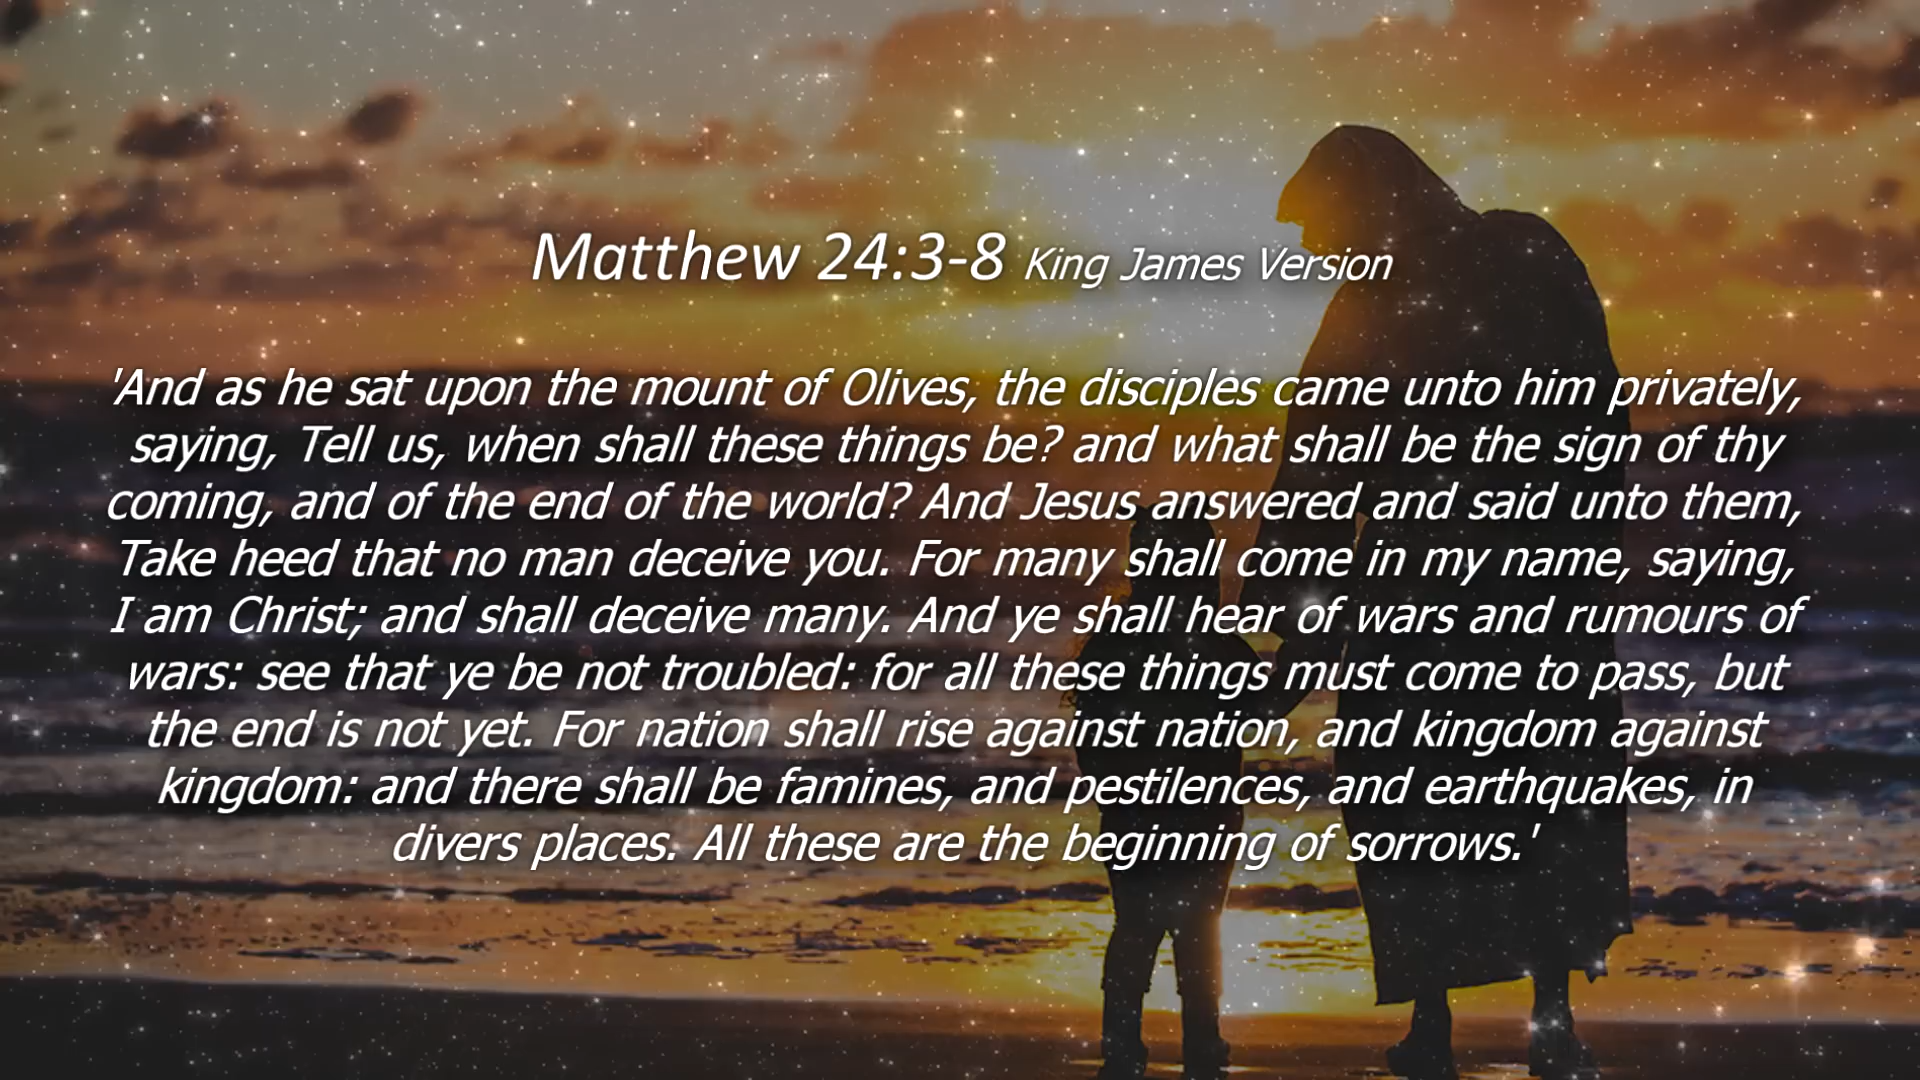 Matthew 24:3-8 King James Version
'And as he sat upon the mount of Olives, the disciples came unto him privately,
saying, Tell us, when shall these things be? and what shall be the sign of thy
coming, and of the end of the world? And Jesus answered and said unto them,
Take heed that no man deceive you. For many shall come in my name, saying,
I am Christ; and shall deceive many. And ye shall hear of wars and rumours of
wars: see that ye be not troubled: for all these things must come to pass, but
the end is not yet. For nation shall rise against nation, and kingdom against
kingdom: and there shall be famines, and pestilences, and earthquakes, in
divers places. All these are the beginning of sorrows.'